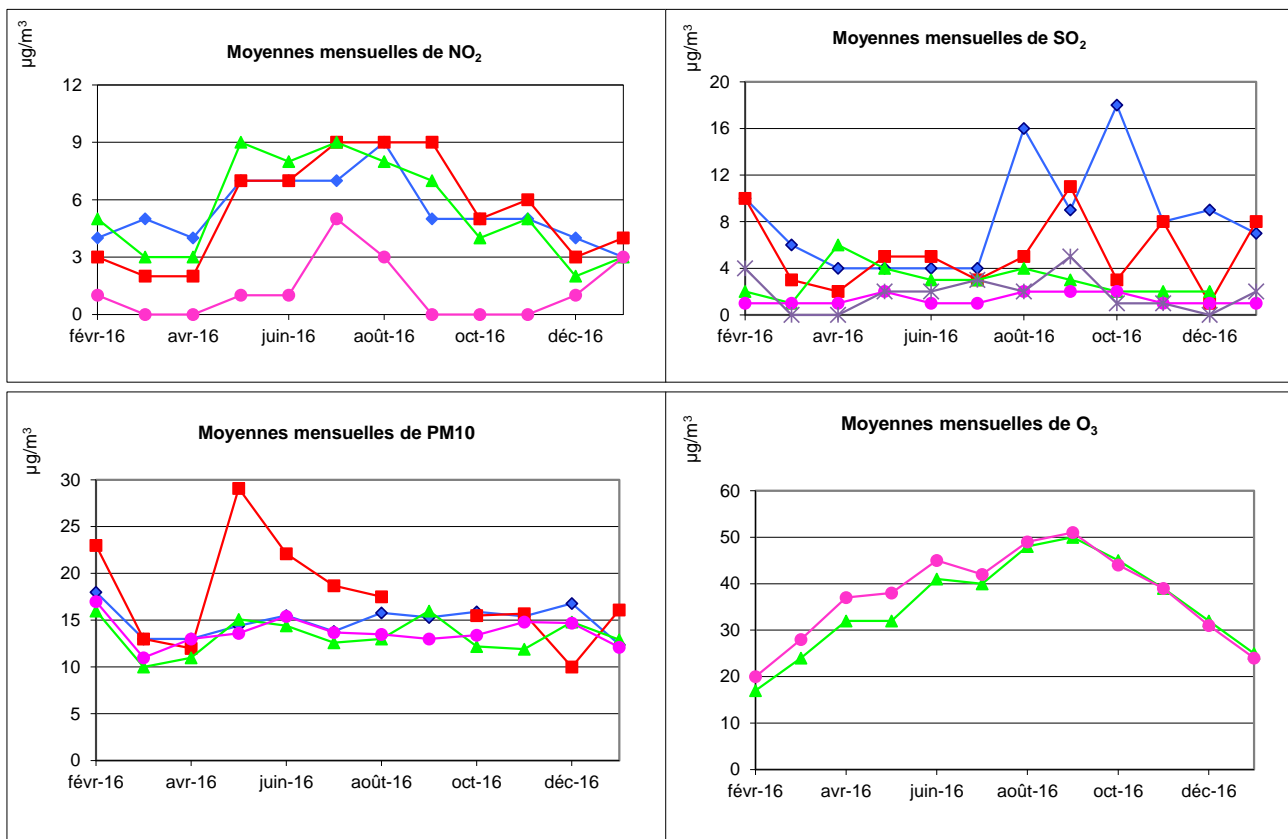 µg/m³
Moyennes mensuelles de NO₂
12
9
6
3
0
févr-16 avr-16 juin-16 août-16 oct-16 déc-16
µg/m³
Moyennes mensuelles de SO₂
20
16
12
8
4
0
févr-16 avr-16 juin-16 août-16 oct-16 déc-16
µg/m³
Moyennes mensuelles de PM10
30
25
20
15
10
5
0
févr-16 avr-16 juin-16 août-16 oct-16 déc-16
µg/m³
Moyennes mensuelles de O₃
60
50
40
30
20
10
0
févr-16 avr-16 juin-16 août-16 oct-16 déc-16